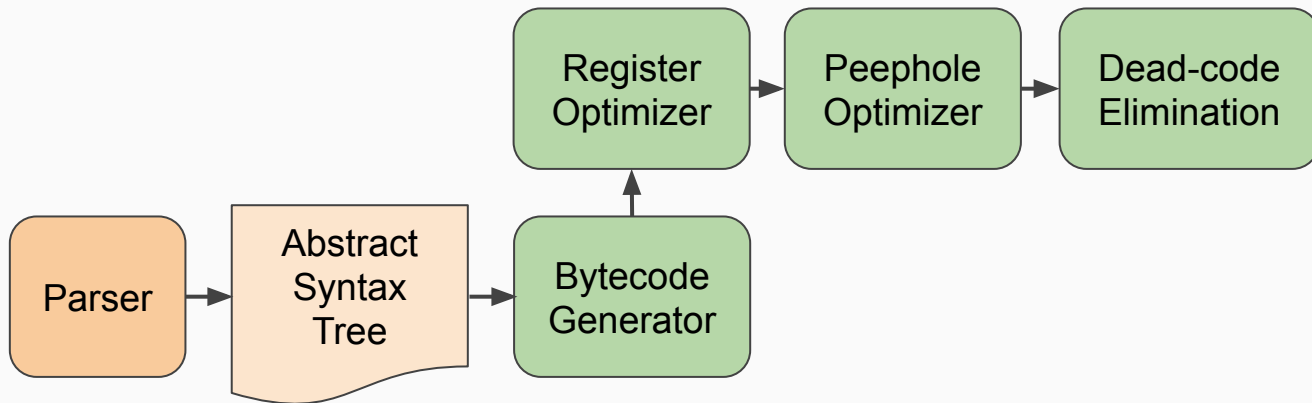 Register
Optimizer
Peephole
Optimizer
Dead-code
Elimination
Parser
Abstract
Syntax
Tree
Bytecode
Generator